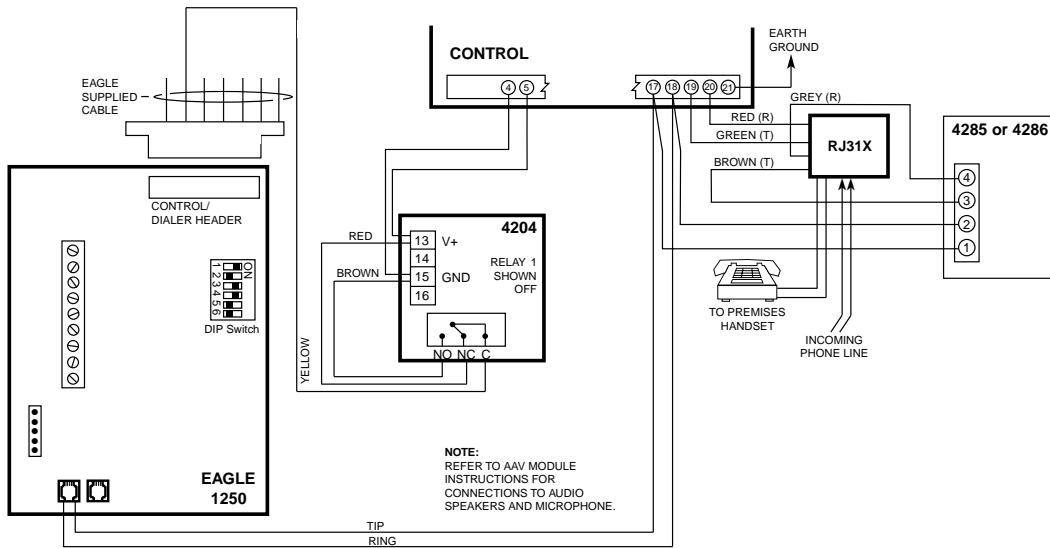 EAGLE
SUPPLIED
CABLE
CONTROL
4 5
17 18 19 20 21
EARTH
GROUND
GREY (R)
RED (R)
GREEN (T)
BROWN (T)
RJ31X
4285 or 4286
4
3
2
1
CONTROL/
DIALER HEADER
ON
1 2 3 4 5 6
DIP Switch
EAGLE
1250
YELLOW
RED
BROWN
4204
13 V+
14
15 GND
16
RELAY 1
SHOWN
OFF
NO NC C
TO PREMISES
HANDSET
INCOMING
PHONE LINE
NOTE:
REFER TO AAV MODULE
INSTRUCTIONS FOR
CONNECTIONS TO AUDIO
SPEAKERS AND MICROPHONE.
TIP
RING